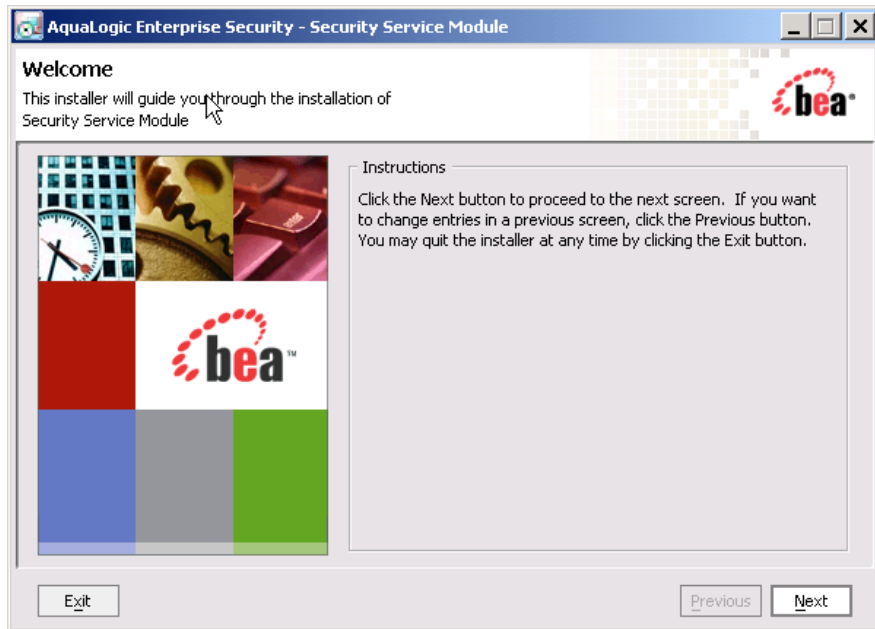 AquaLogic Enterprise Security - Security Service Module
Welcome
This installer will guide you through the installation of
Security Service Module
bea
Instructions
Click the Next button to proceed to the next screen. If you want
to change entries in a previous screen, click the Previous button.
You may quit the installer at any time by clicking the Exit button.
enter
bea™
Exit
Previous
Next